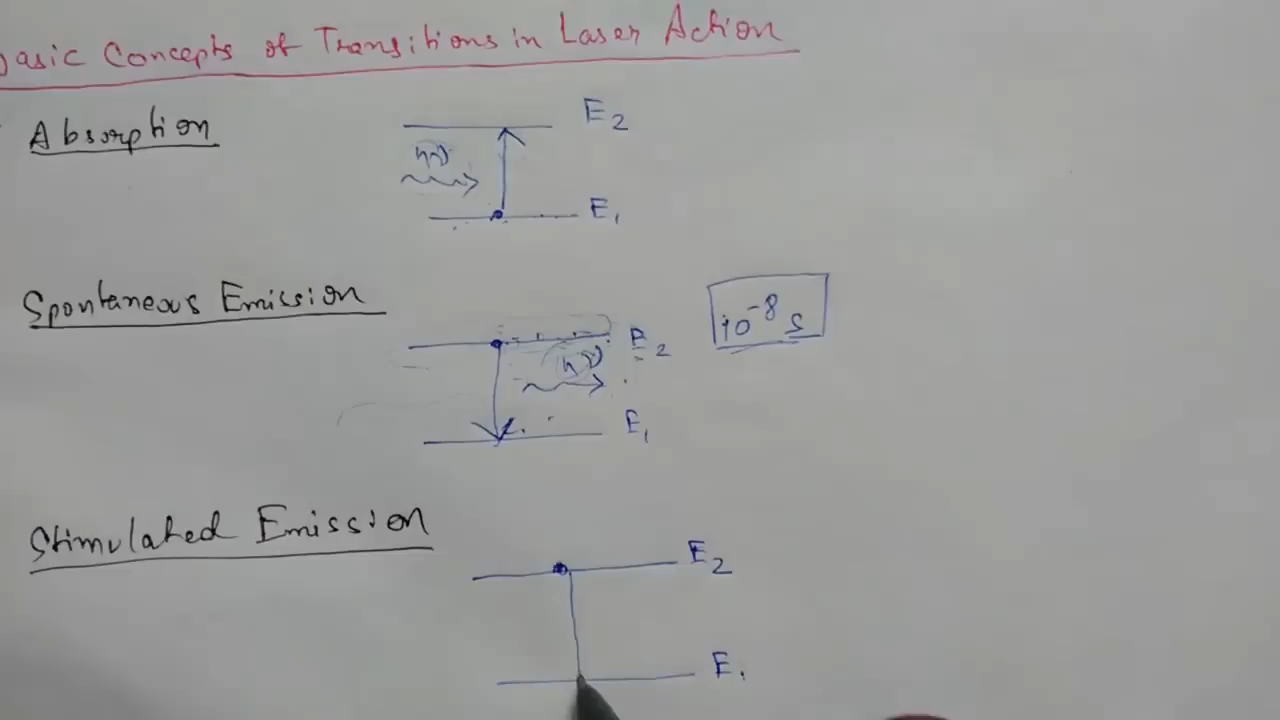 Basic Concepts of Transitions in Laser Action
Absorption
E2
hν
E1
Spontaneous Emission
10-8 s
E2
hν
E1
Stimulated Emission
E2
E1